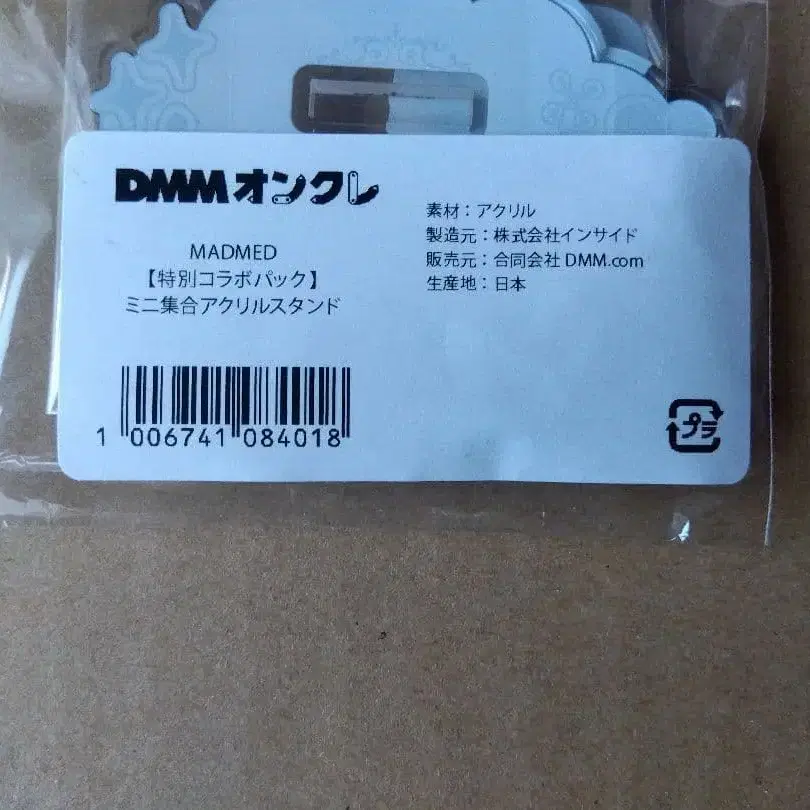 DMMオンクレ
MADMED
【特別コラボパック】
ミニ集合アクリルスタンド
1 006741 084018
素材：アクリル
製造元：株式会社インサイド
販売元：合同会社 DMM.com
生産地：日本
プラ